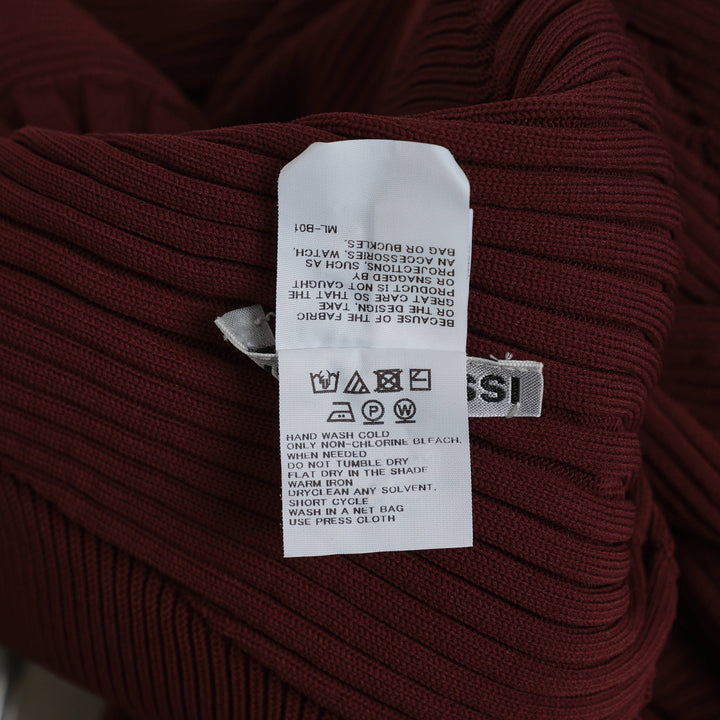 BECAUSE OF THE FABRIC
OR THE DESIGN, TAKE
GREAT CARE SO THAT THE
PRODUCT IS NOT CAUGHT
OR SNAGGED BY
PROJECTIONS, SUCH AS
AN ACCESSORIES, WATCH,
BAG OR BUCKLES.
ML-B01
SSI
P W
HAND WASH COLD
ONLY NON-CHLORINE BLEACH,
WHEN NEEDED
DO NOT TUMBLE DRY
FLAT DRY IN THE SHADE
WARM IRON
DRYCLEAN ANY SOLVENT,
SHORT CYCLE
WASH IN A NET BAG
USE PRESS CLOTH